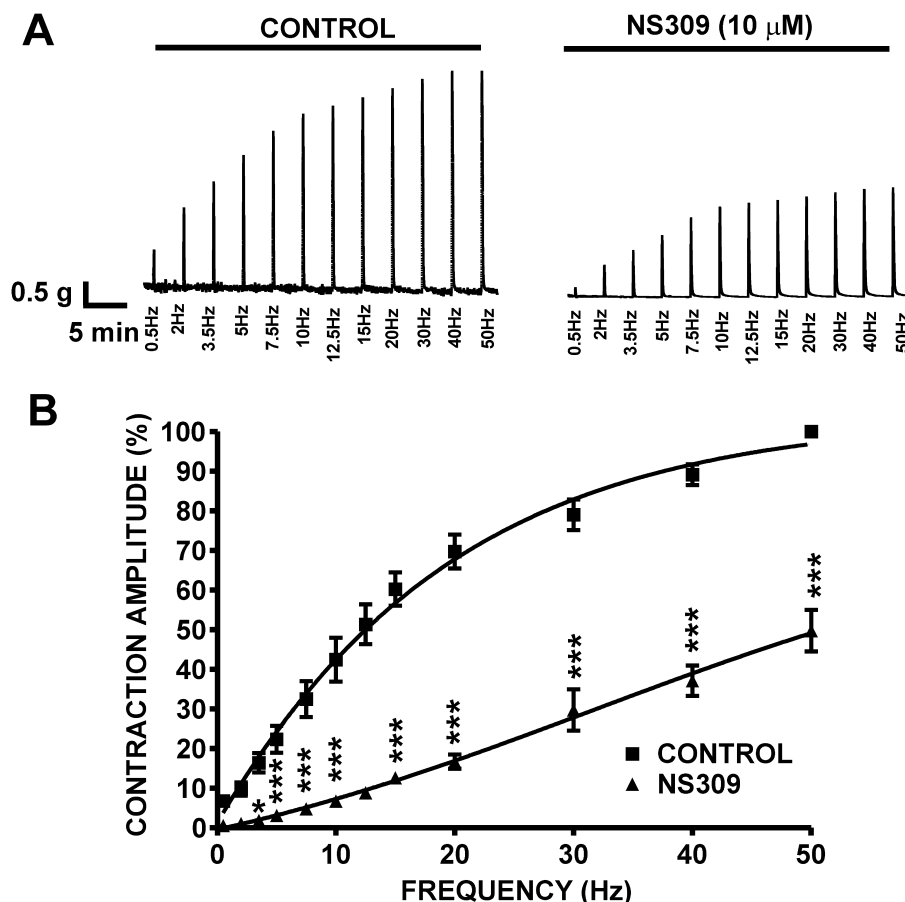 A
CONTROL
NS309 (10 μM)
0.5 g
5 min
0.5Hz
2Hz
3.5Hz
5Hz
7.5Hz
10Hz
12.5Hz
15Hz
20Hz
30Hz
40Hz
50Hz
0.5Hz
2Hz
3.5Hz
5Hz
7.5Hz
10Hz
12.5Hz
15Hz
20Hz
30Hz
40Hz
50Hz
B
CONTRACTION AMPLITUDE (%)
100
90
80
70
60
50
40
30
20
10
0
*
***
***
***
***
***
***
***
***
CONTROL
NS309
0
10
20
30
40
50
FREQUENCY (Hz)